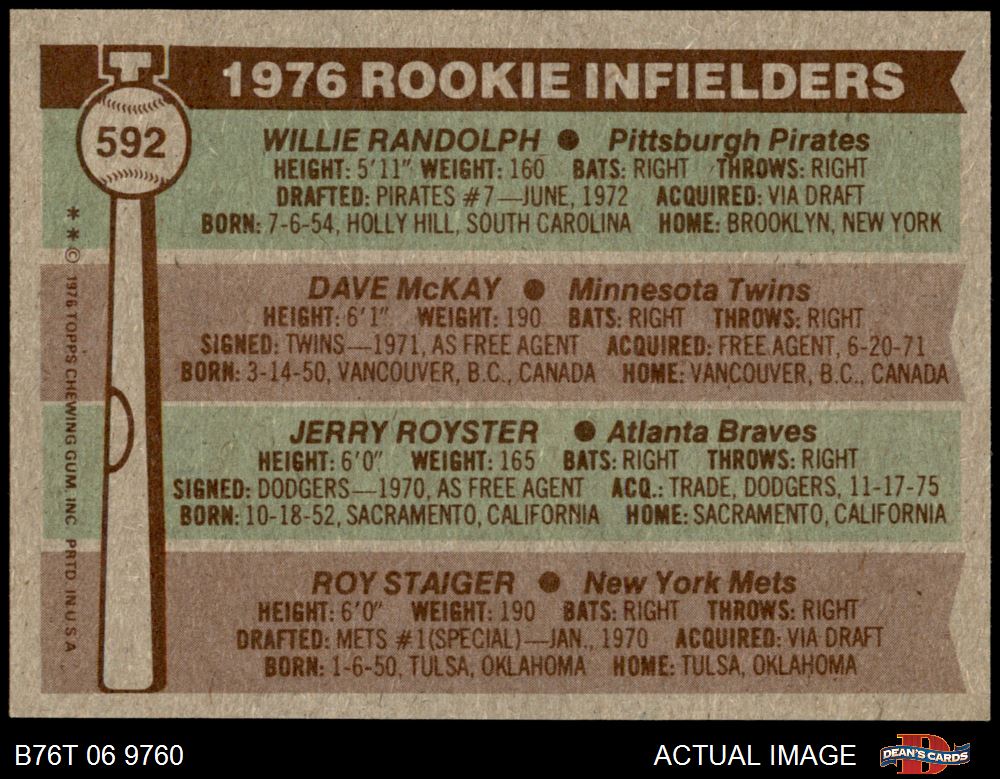 1976 ROOKIE INFIELDERS
592
WILLIE RANDOLPH ● Pittsburgh Pirates
HEIGHT: 5'11" WEIGHT: 160 BATS: RIGHT THROWS: RIGHT
DRAFTED: PIRATES #7—JUNE, 1972 ACQUIRED: VIA DRAFT
BORN: 7-6-54, HOLLY HILL, SOUTH CAROLINA HOME: BROOKLYN, NEW YORK
DAVE McKAY ● Minnesota Twins
HEIGHT: 6'1" WEIGHT: 190 BATS: RIGHT THROWS: RIGHT
SIGNED: TWINS—1971, AS FREE AGENT ACQUIRED: FREE AGENT, 6-20-71
BORN: 3-14-50, VANCOUVER, B.C., CANADA HOME: VANCOUVER, B.C., CANADA
JERRY ROYSTER ● Atlanta Braves
HEIGHT: 6'0" WEIGHT: 165 BATS: RIGHT THROWS: RIGHT
SIGNED: DODGERS—1970, AS FREE AGENT ACQ.: TRADE, DODGERS, 11-17-75
BORN: 10-18-52, SACRAMENTO, CALIFORNIA HOME: SACRAMENTO, CALIFORNIA
ROY STAIGER ● New York Mets
HEIGHT: 6'0" WEIGHT: 190 BATS: RIGHT THROWS: RIGHT
DRAFTED: METS #1(SPECIAL)—JAN., 1970 ACQUIRED: VIA DRAFT
BORN: 1-6-50, TULSA, OKLAHOMA HOME: TULSA, OKLAHOMA
**© 1976 TOPPS CHEWING GUM, INC. PRTD. IN U.S.A.
B76T 06 9760
ACTUAL IMAGE
DEAN'S CARDS